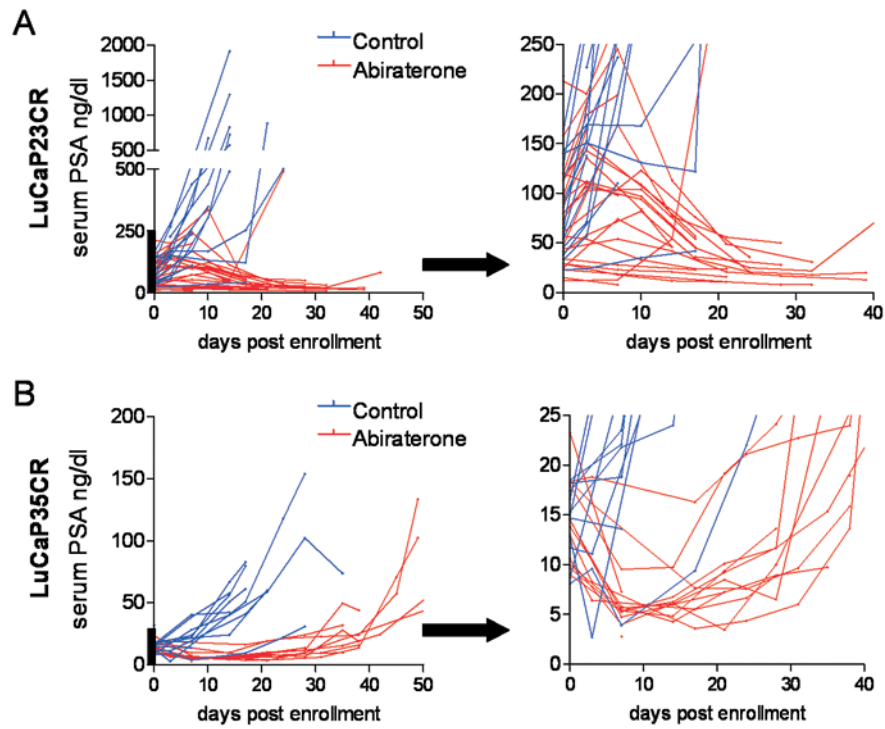 A
LuCaP23CR
serum PSA ng/dl
2000
1500
1000
500
500
250
0
0 10 20 30 40 50
days post enrollment
Control
Abiraterone
250
200
150
100
50
0
0 10 20 30 40
days post enrollment
B
LuCaP35CR
serum PSA ng/dl
200
150
100
50
0
0 10 20 30 40 50
days post enrollment
Control
Abiraterone
25
20
15
10
5
0
0 10 20 30 40
days post enrollment